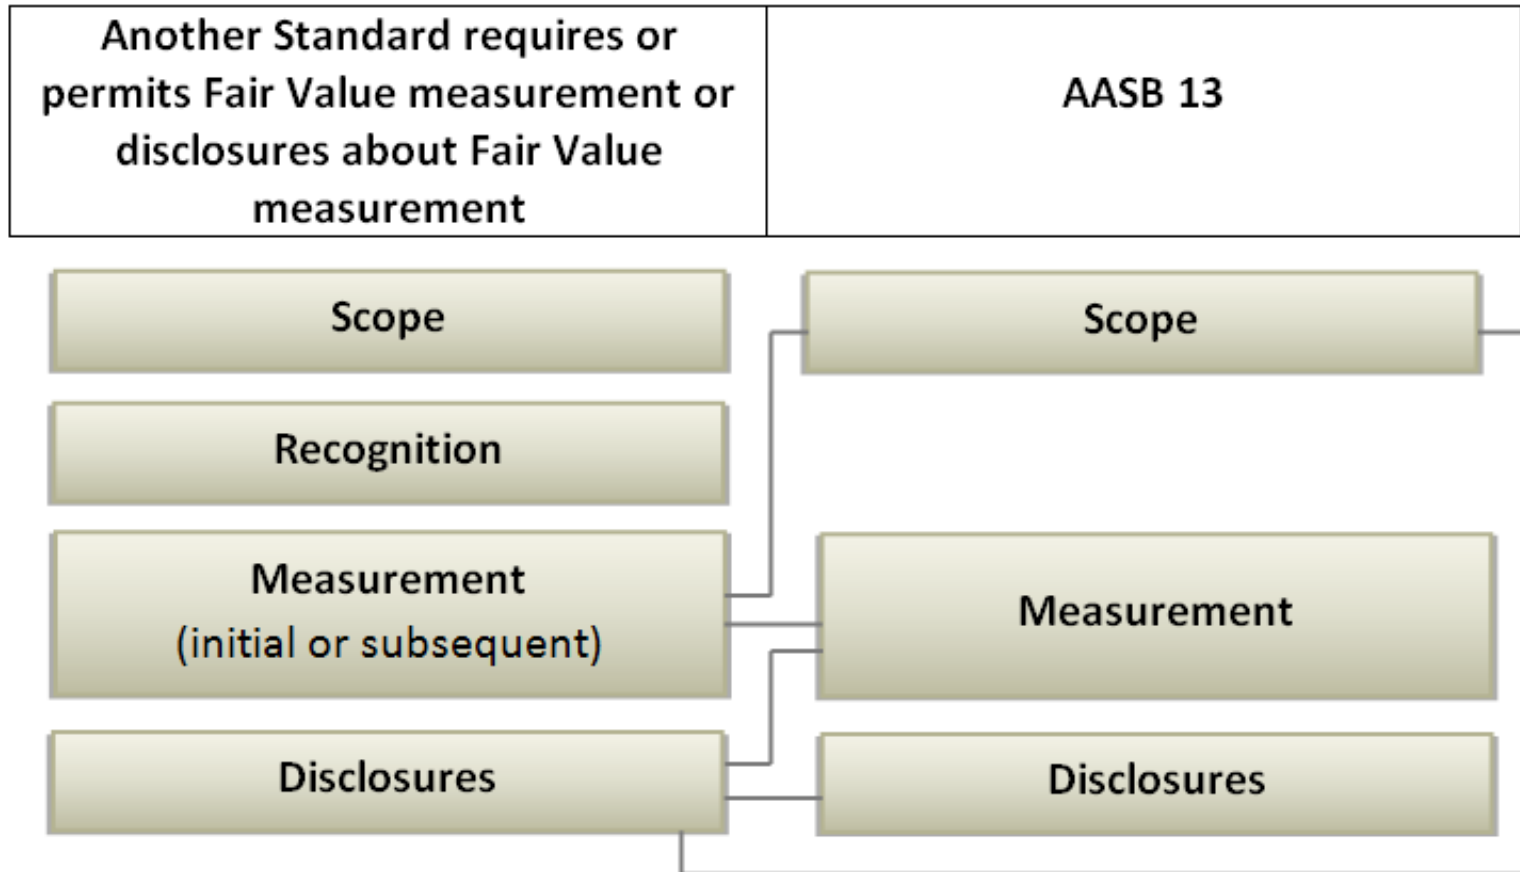 Another Standard requires or
permits Fair Value measurement or
disclosures about Fair Value
measurement
AASB 13
Scope
Scope
Recognition
Measurement
(initial or subsequent)
Measurement
Disclosures
Disclosures